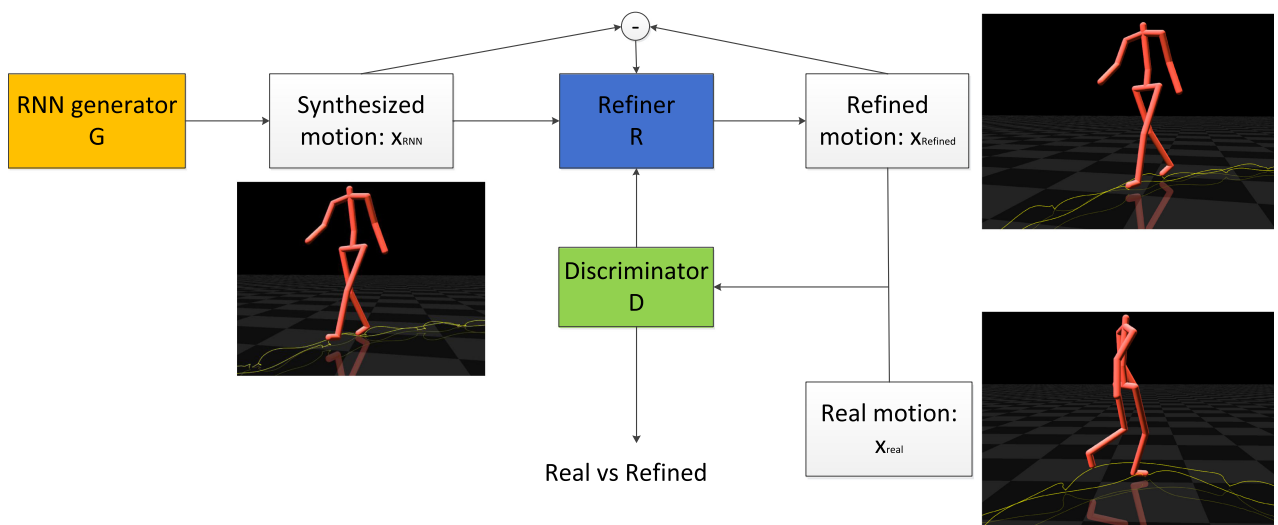 -
RNN generator
G
Synthesized
motion: xRNN
Refiner
R
Refined
motion: xRefined
Discriminator
D
Real motion:
xreal
Real vs Refined